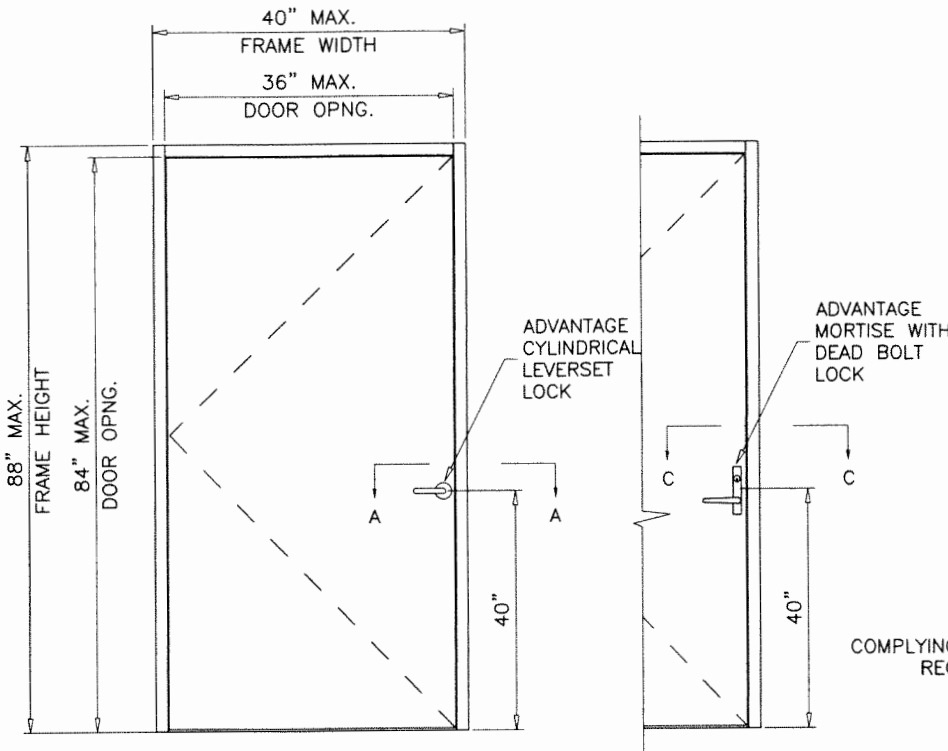 40" MAX.
FRAME WIDTH
36" MAX.
DOOR OPNG.
88" MAX.
FRAME HEIGHT
84" MAX.
DOOR OPNG.
ADVANTAGE
CYLINDRICAL
LEVERSET
LOCK
A
A
40"
ADVANTAGE
MORTISE WITH
DEAD BOLT
LOCK
C
C
40"
COMPLYING